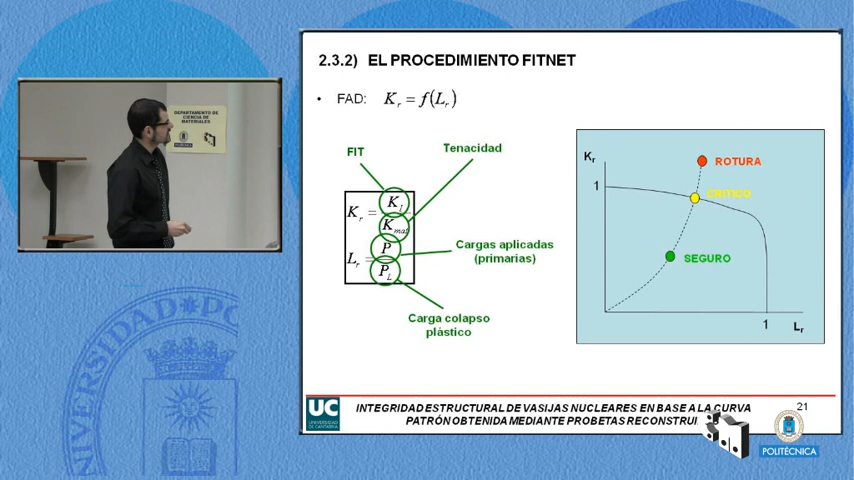 2.3.2) EL PROCEDIMIENTO FITNET
• FAD: K_r = f(L_r)
FIT
Tenacidad
K_r = K_I / K_mat
L_r = P / P_L
Cargas aplicadas
(primarias)
Carga colapso
plástico
K_r
1
ROTURA
CRÍTICO
SEGURO
1
L_r
DEPARTAMENTO DE
CIENCIA DE
MATERIALES
UNIVERSIDAD PO
UC
UNIVERSIDAD
DE CANTABRIA
INTEGRIDAD ESTRUCTURAL DE VASIJAS NUCLEARES EN BASE A LA CURVA
PATRÓN OBTENIDA MEDIANTE PROBETAS
21
POLITÉCNICA